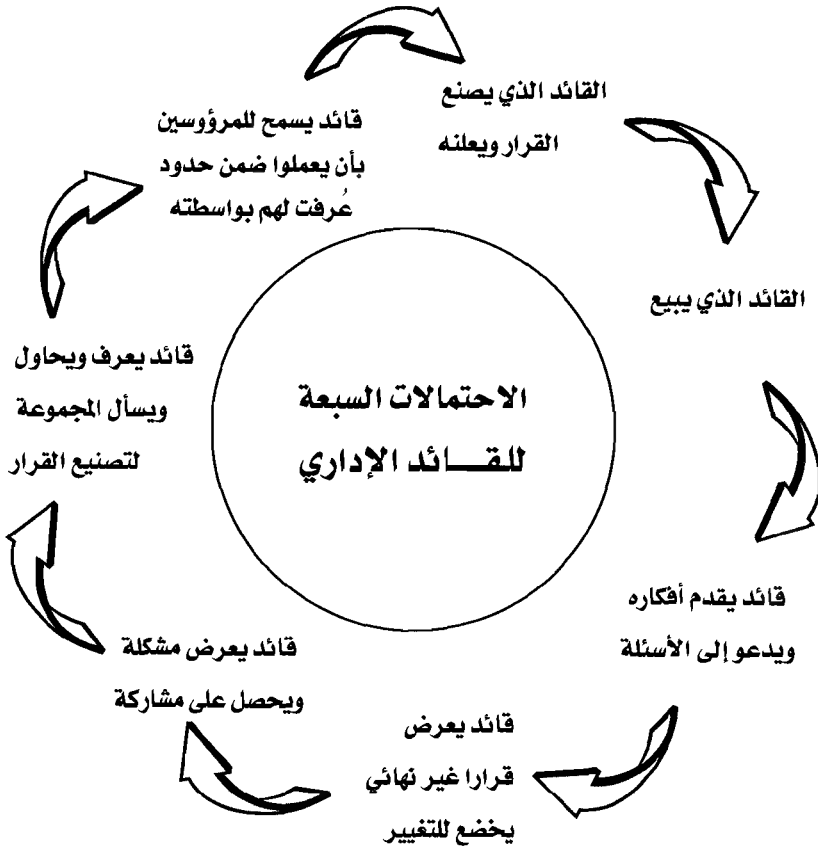 الاحتمالات السبعة
للقـــائد الإداري
القائد الذي يصنع
القرار ويعلنه
القائد الذي يبيع
قائد يقدم أفكاره
ويدعو إلى الأسئلة
قائد يعرض
قرارا غير نهائي
يخضع للتغيير
قائد يعرض مشكلة
ويحصل على مشاركة
قائد يعرف ويحاول
ويسأل المجموعة
لتصنيع القرار
قائد يسمح للمرؤوسين
بأن يعملوا ضمن حدود
عُرفت لهم بواسطته